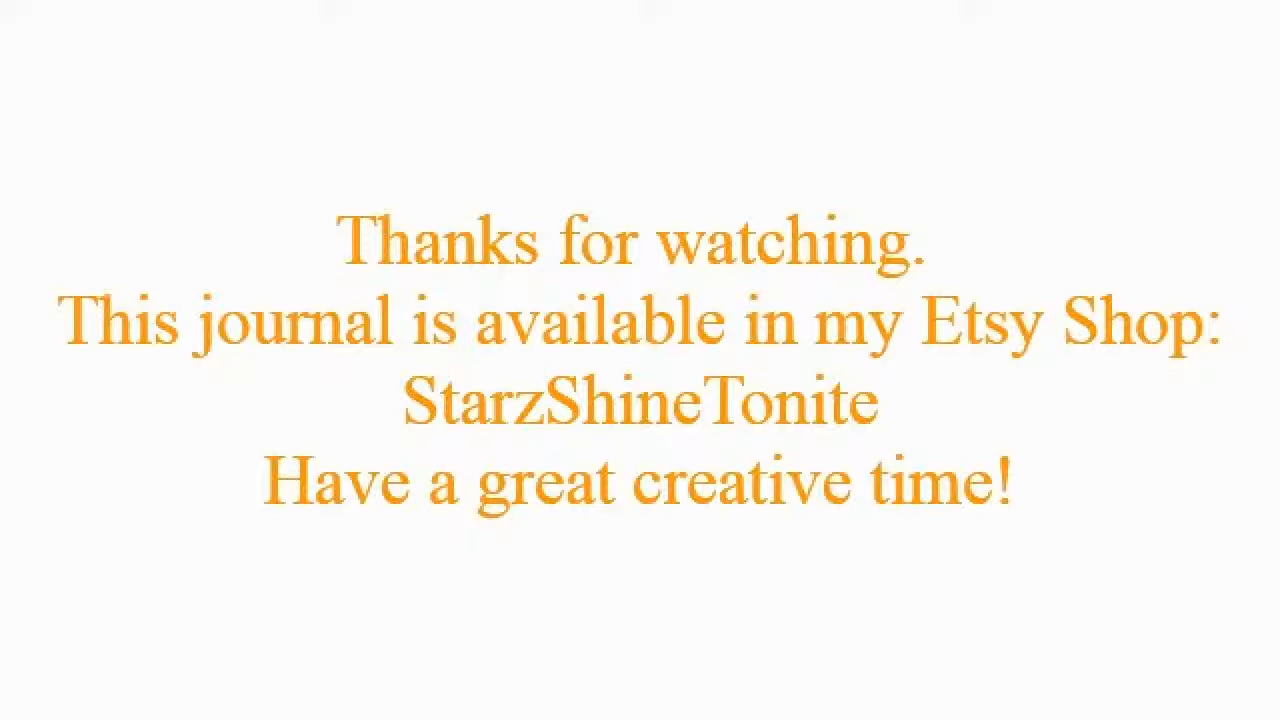 Thanks for watching.
This journal is available in my Etsy Shop:
StarzShineTonite
Have a great creative time!